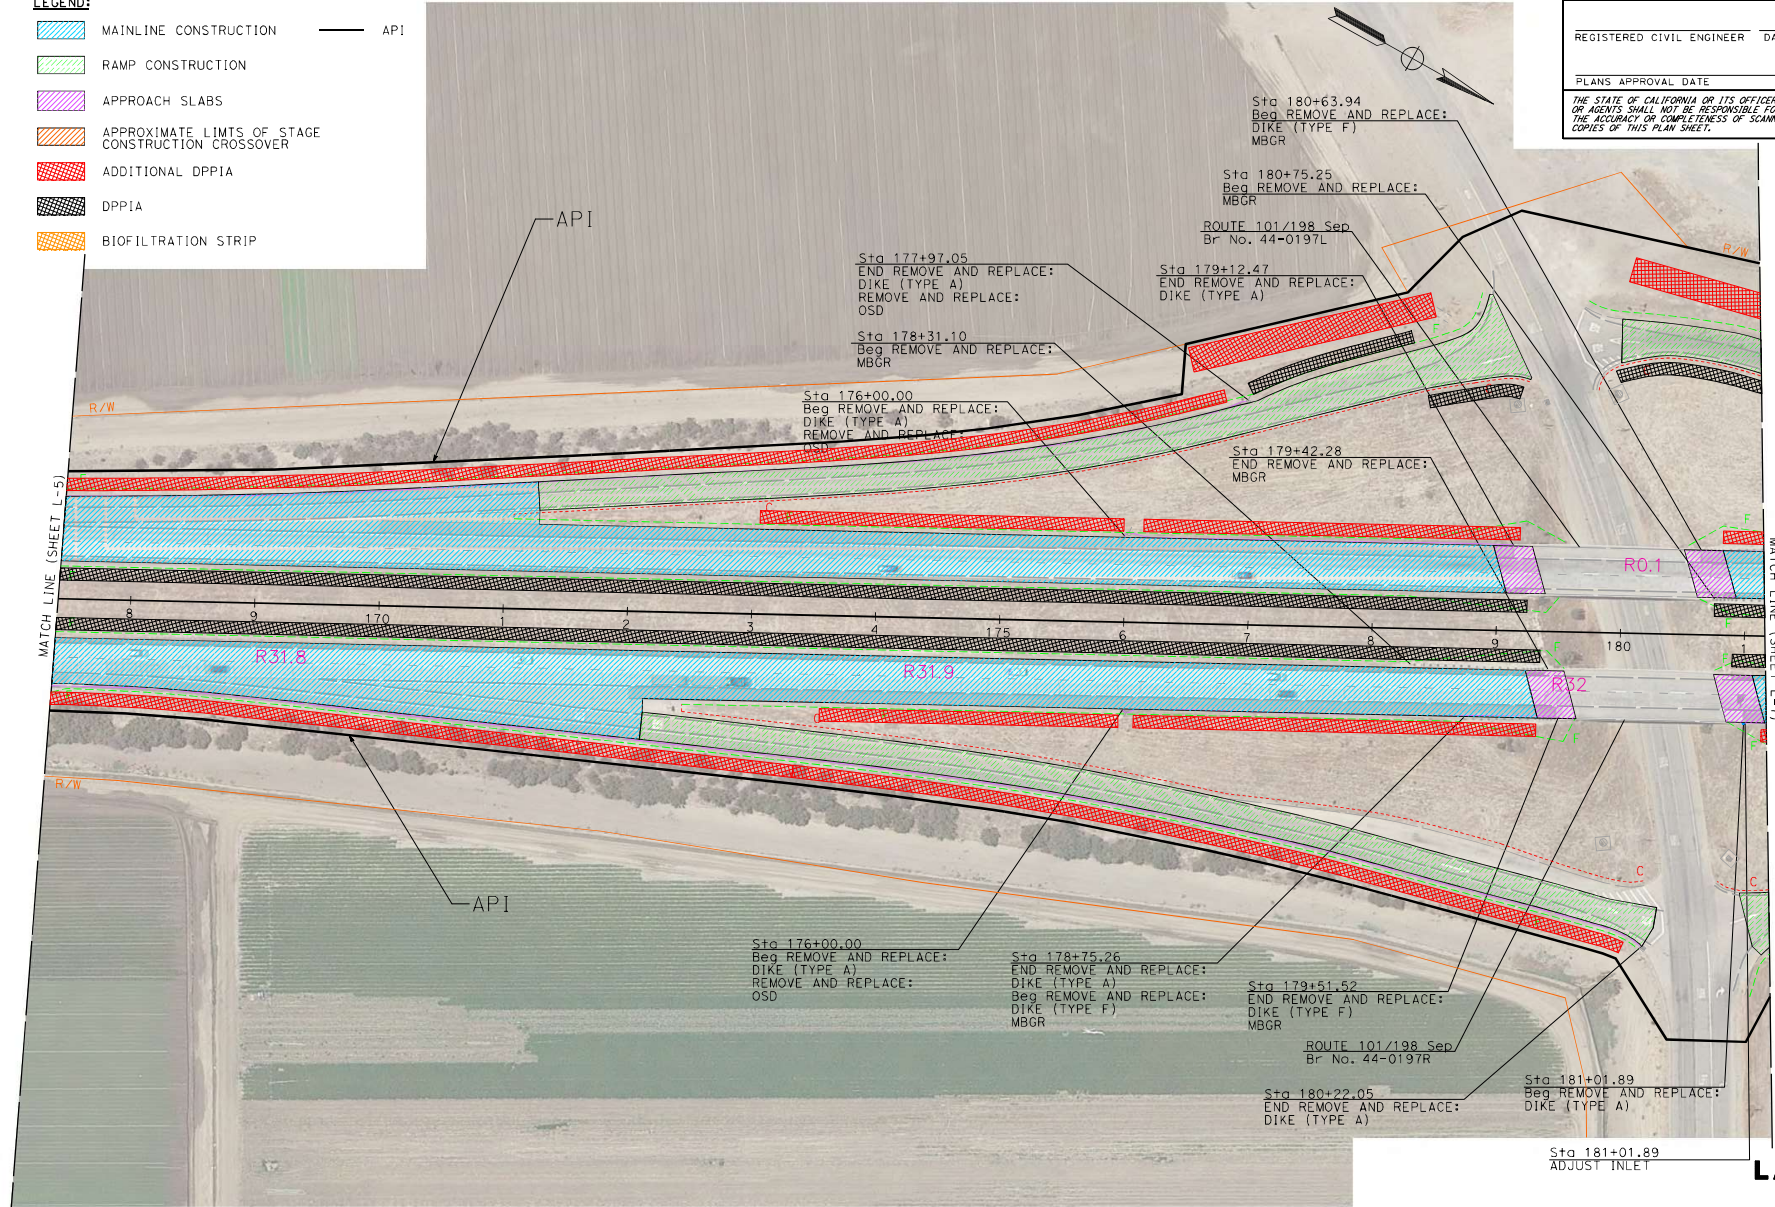 LEGEND:
MAINLINE CONSTRUCTION
API
RAMP CONSTRUCTION
APPROACH SLABS
APPROXIMATE LIMTS OF STAGE
CONSTRUCTION CROSSOVER
ADDITIONAL DPPIA
DPPIA
BIOFILTRATION STRIP
REGISTERED CIVIL ENGINEER DA
PLANS APPROVAL DATE
THE STATE OF CALIFORNIA OR ITS OFFICER
OR AGENTS SHALL NOT BE RESPONSIBLE FO
THE ACCURACY OR COMPLETENESS OF SCANN
COPIES OF THIS PLAN SHEET.
Sta 180+63.94
Beg REMOVE AND REPLACE:
DIKE (TYPE F)
MBGR
Sta 180+75.25
Beg REMOVE AND REPLACE:
MBGR
ROUTE 101/198 Sep
Br No. 44-0197L
API
Sta 177+97.05
END REMOVE AND REPLACE:
DIKE (TYPE A)
REMOVE AND REPLACE:
OSD
Sta 179+12.47
END REMOVE AND REPLACE:
DIKE (TYPE A)
R/W
Sta 178+31.10
Beg REMOVE AND REPLACE:
MBGR
F
R/W
Sta 176+00.00
Beg REMOVE AND REPLACE:
DIKE (TYPE A)
REMOVE AND REPLACE:
OSD
C
C
Sta 179+42.28
END REMOVE AND REPLACE:
MBGR
F
C
F
MATCH LINE (SHEET L-5)
R0.1
MATCH LINE (SHEET L-7)
8 9 170 1 2 3 4 175 6 7 8 9 180 1
F
F
F
R31.8
R31.9
R32
C
F
F
R/W
C
C
API
Sta 176+00.00
Beg REMOVE AND REPLACE:
DIKE (TYPE A)
REMOVE AND REPLACE:
OSD
Sta 178+75.26
END REMOVE AND REPLACE:
DIKE (TYPE A)
Beg REMOVE AND REPLACE:
DIKE (TYPE F)
MBGR
Sta 179+51.52
END REMOVE AND REPLACE:
DIKE (TYPE F)
MBGR
ROUTE 101/198 Sep
Br No. 44-0197R
Sta 180+22.05
END REMOVE AND REPLACE:
DIKE (TYPE A)
Sta 181+01.89
Beg REMOVE AND REPLACE:
DIKE (TYPE A)
Sta 181+01.89
ADJUST INLET